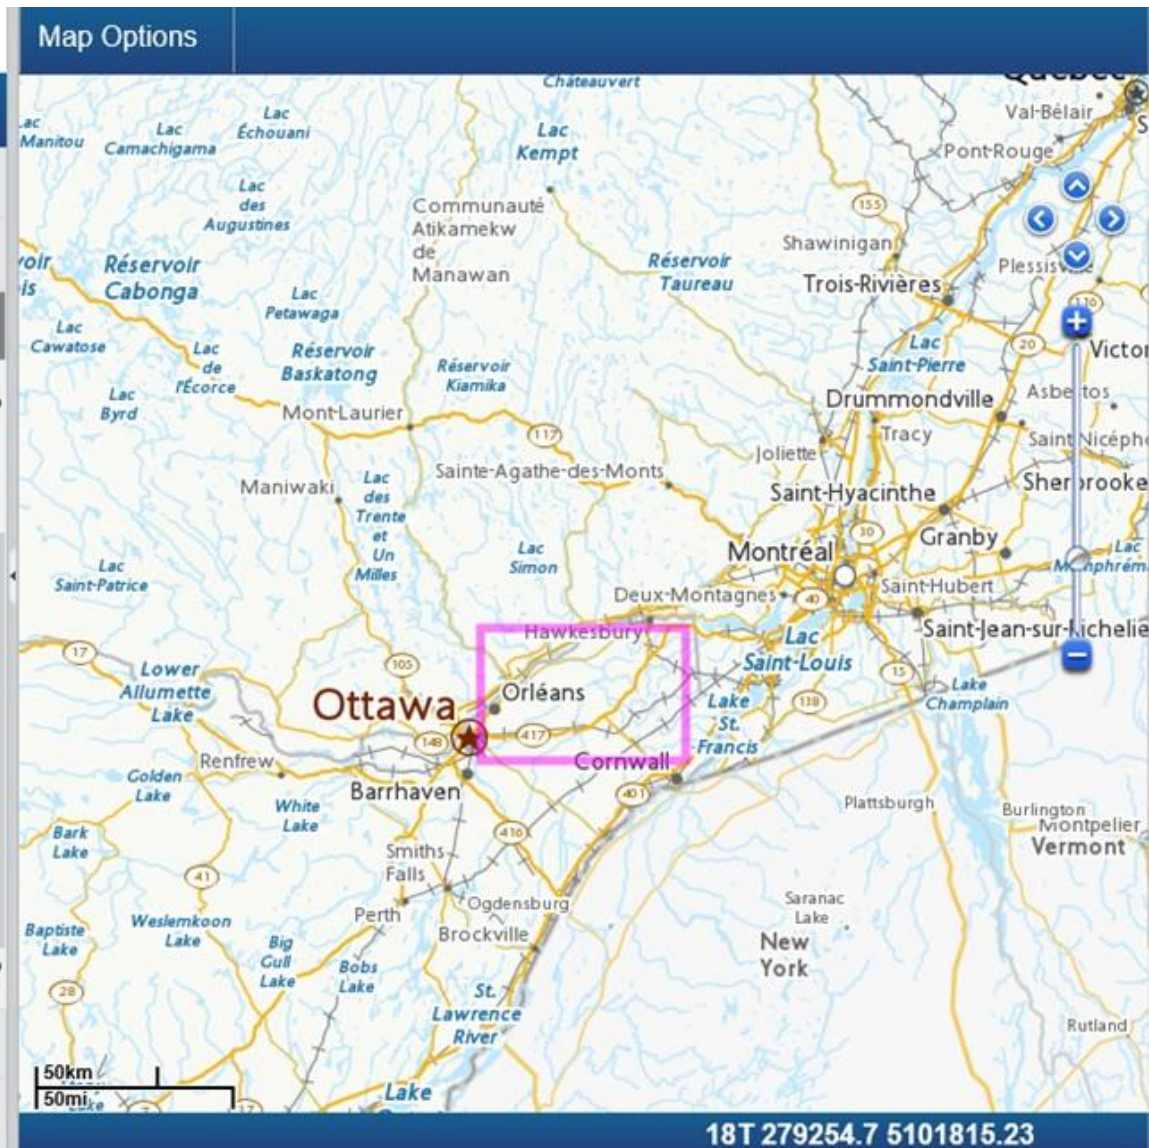 Map Options
Châteauvert
Québec
Val-Bélair
Lac
Manitou
Lac
Camachigama
Lac
Échouani
Lac
Kempt
Pont-Rouge
Lac
des
Augustines
Communauté
Atikamekw
de
Manawan
155
Shawinigan
Réservoir
Cabonga
Réservoir
Taureau
Plessisville
Trois-Rivières
Lac
Petawaga
116
Lac
Cawatose
Lac
de
l'Écorce
Réservoir
Baskatong
Réservoir
Kiamika
Lac
Saint-Pierre
20
Victor
Lac
Byrd
Mont-Laurier
Drummondville
Asbestos
117
Tracy
Saint Nicéph
Joliette
Sainte-Agathe-des-Monts
Maniwaki
Lac
des
Trente
et
Un
Milles
Saint-Hyacinthe
Sherbrooke
30
Granby
Lac
Simon
Montréal
Lac
Saint-Patrice
Saint-Hubert
Deux-Montagnes
40
Hawkesbury
Saint-Jean-sur-Richelie
Lac
Saint-Louis
17
105
Lower
Allumette
Lake
15
Lake
Champlain
Orléans
Ottawa
138
Lake
St.
Francis
148
417
Renfrew
Cornwall
Golden
Lake
Barrhaven
401
White
Lake
Plattsburgh
Burlington
Montpelier
Vermont
Bark
Lake
416
Smiths
Falls
41
Ogdensburg
Saranac
Lake
Perth
Baptiste
Lake
Weslemkoon
Lake
Brockville
Big
Gull
Lake
Bobs
Lake
New
York
28
St.
Lawrence
River
Rutland
50km
50mi
Lake
7
Lake
18T 279254.7 5101815.23